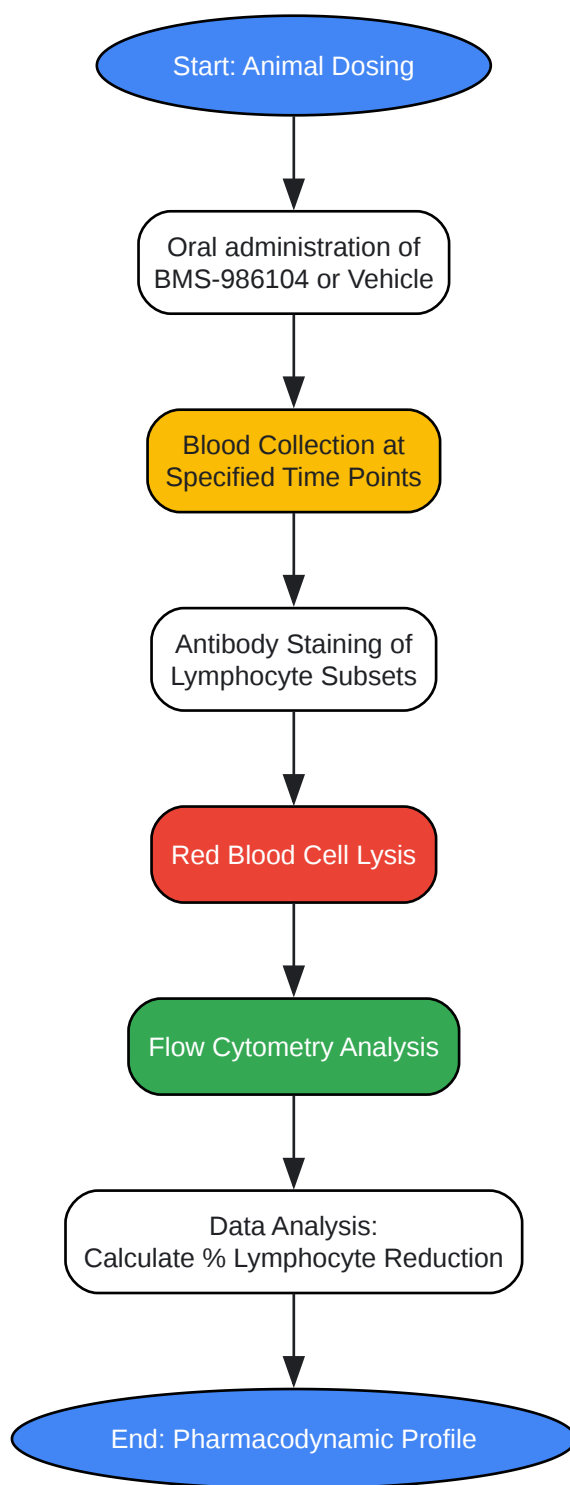 Start: Animal Dosing
Oral administration of
BMS-986104 or Vehicle
Blood Collection at
Specified Time Points
Antibody Staining of
Lymphocyte Subsets
Red Blood Cell Lysis
Flow Cytometry Analysis
Data Analysis:
Calculate % Lymphocyte Reduction
End: Pharmacodynamic Profile